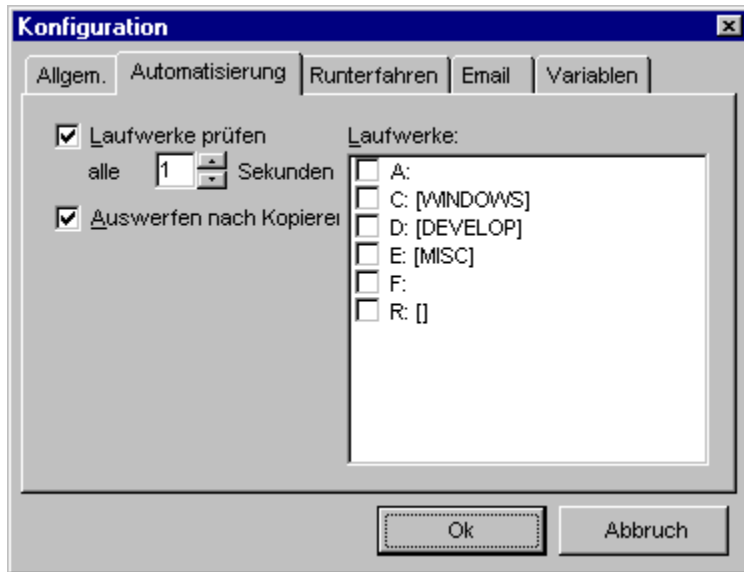 Konfiguration
Allgem. Automatisierung Runterfahren Email Variablen
Laufwerke prüfen
alle 1 Sekunden
Auswerfen nach Kopieren
Laufwerke:
A:
C: [WINDOWS]
D: [DEVELOP]
E: [MISC]
F:
R: []
Ok Abbruch